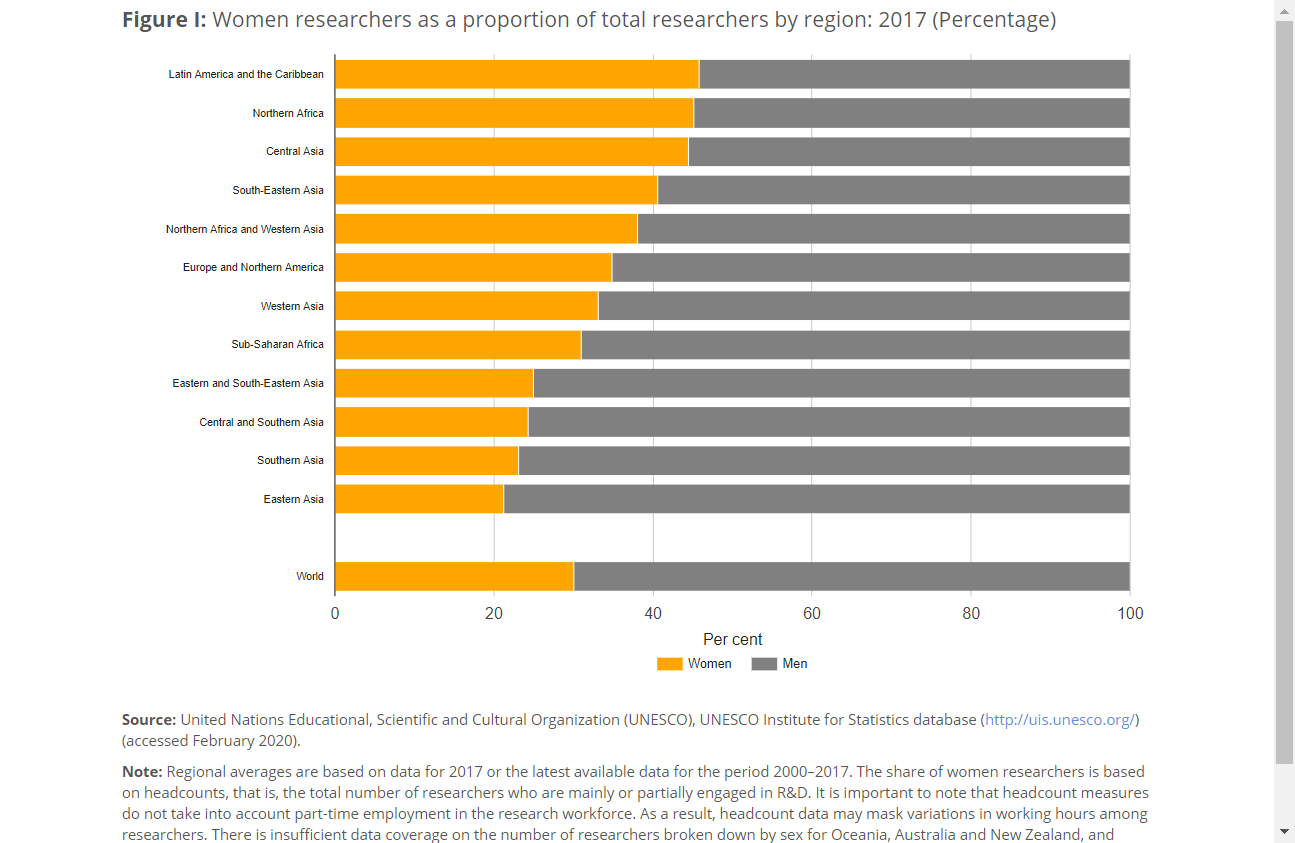 Figure I: Women researchers as a proportion of total researchers by region: 2017 (Percentage)
Latin America and the Caribbean
Northern Africa
Central Asia
South-Eastern Asia
Northern Africa and Western Asia
Europe and Northern America
Western Asia
Sub-Saharan Africa
Eastern and South-Eastern Asia
Central and Southern Asia
Southern Asia
Eastern Asia
World
0 20 40 60 80 100
Per cent
Women Men
Source: United Nations Educational, Scientific and Cultural Organization (UNESCO), UNESCO Institute for Statistics database (http://uis.unesco.org/)
(accessed February 2020).
Note: Regional averages are based on data for 2017 or the latest available data for the period 2000–2017. The share of women researchers is based
on headcounts, that is, the total number of researchers who are mainly or partially engaged in R&D. It is important to note that headcount measures
do not take into account part-time employment in the research workforce. As a result, headcount data may mask variations in working hours among
researchers. There is insufficient data coverage on the number of researchers broken down by sex for Oceania, Australia and New Zealand, and